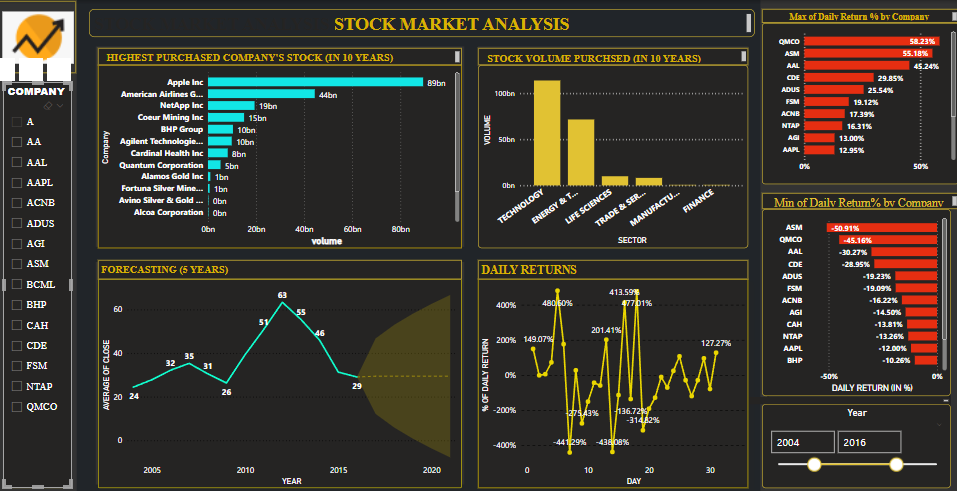 STOCK MARKET ANALYSIS
COMPANY
A
AA
AAL
AAPL
ACNB
ADUS
AGI
ASM
BCML
BHP
CAH
CDE
FSM
NTAP
QMCO
HIGHEST PURCHASED COMPANY'S STOCK (IN 10 YEARS)
Company
Apple Inc 89bn
American Airlines G... 44bn
NetApp Inc 19bn
Coeur Mining Inc 15bn
BHP Group 10bn
Agilent Technologie... 10bn
Cardinal Health Inc 8bn
Quantum Corporation 5bn
Alamos Gold Inc 1bn
Fortuna Silver Mine... 1bn
Avino Silver & Gold ... 0bn
Alcoa Corporation 0bn
0bn 20bn 40bn 60bn 80bn
volume
STOCK VOLUME PURCHSED (IN 10 YEARS)
VOLUME
100bn
50bn
0bn
TECHNOLOGY ENERGY & T... LIFE SCIENCES TRADE & SER... MANUFACTU... FINANCE
SECTOR
Max of Daily Return % by Company
QMCO 58.23%
ASM 55.18%
AAL 45.24%
CDE 29.85%
ADUS 25.54%
FSM 19.12%
ACNB 17.39%
NTAP 16.31%
AGI 13.00%
AAPL 12.95%
0% 50%
Min of Daily Return% by Company
ASM -50.91%
QMCO -45.16%
AAL -30.27%
CDE -28.95%
ADUS -19.23%
FSM -19.09%
ACNB -16.22%
AGI -14.50%
CAH -13.81%
NTAP -13.26%
AAPL -12.00%
BHP -10.26%
-50% 0%
DAILY RETURN (IN %)
FORECASTING (5 YEARS)
AVERAGE OF CLOSE
60
40
20
0
24 32 35 31 26 51 63 55 46 29
2005 2010 2015 2020
YEAR
DAILY RETURNS
% OF DAILY RETURN
400%
200%
0%
-200%
-400%
149.07% -441.29% -275.43% 201.41% -438.08% 413.59% -136.72% 127.27%
0 10 20 30
DAY
Year
2004 2016